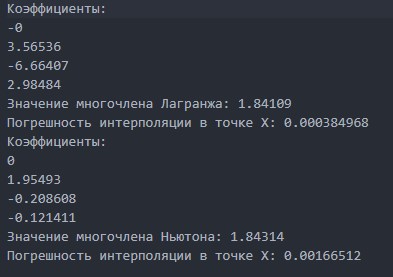 Коэффициенты:
-0
3.56536
-6.66407
2.98484
Значение многочлена Лагранжа: 1.84109
Погрешность интерполяции в точке X: 0.000384968
Коэффициенты:
0
1.95493
-0.208608
-0.121411
Значение многочлена Ньютона: 1.84314
Погрешность интерполяции в точке X: 0.00166512